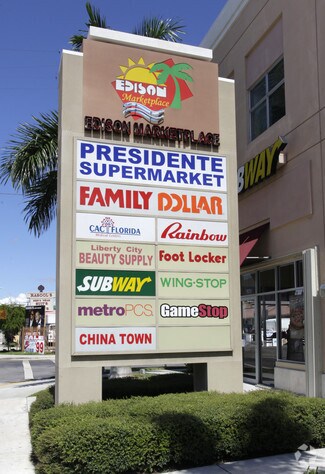 EDISON
Marketplace
EDISON MARKETPLACE
PRESIDENTE
SUPERMARKET
FAMILY DOLLAR
CAC FLORIDA
Rainbow
Liberty City
BEAUTY SUPPLY
Foot Locker
SUBWAY
WING-STOP
metroPCS
GameStop
CHINA TOWN
SUBWAY
99